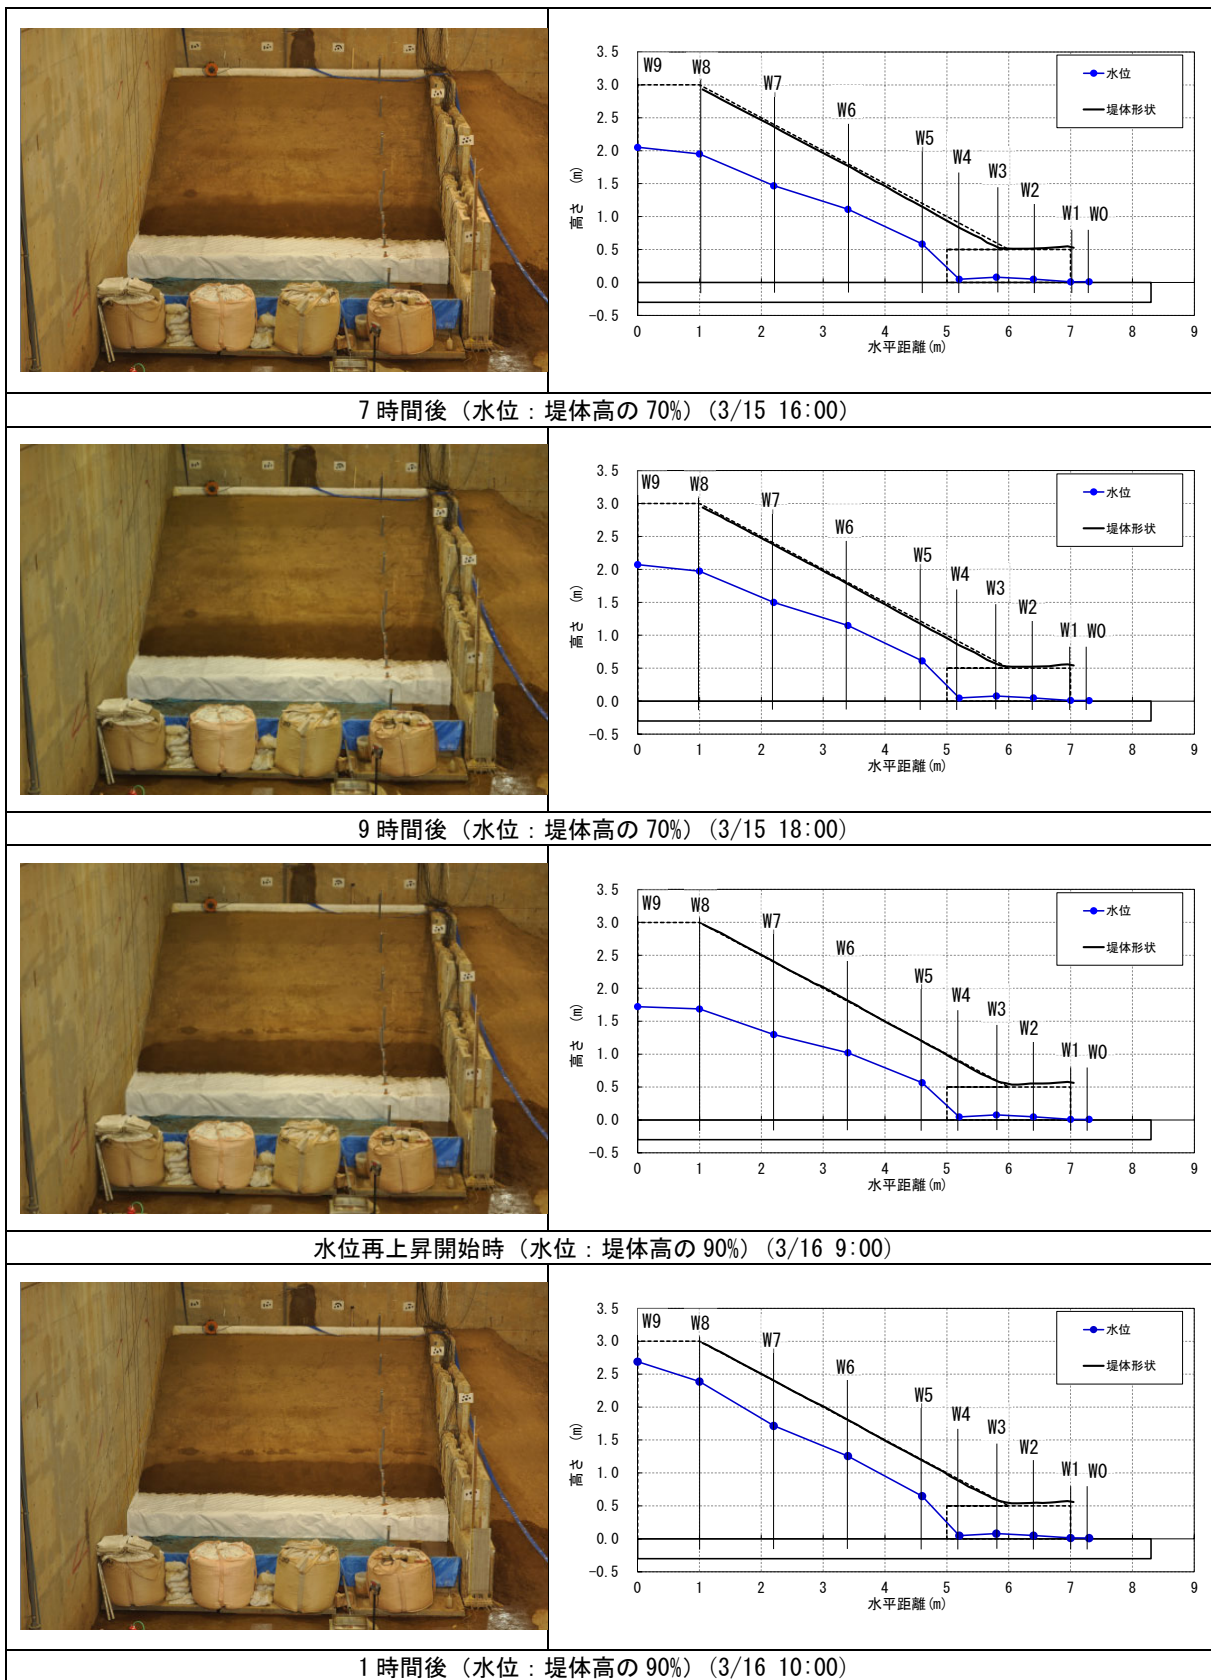 3.5
3.0
2.5
2.0
1.5
1.0
0.5
0.0
-0.5
高さ (m)
W9
W8
W7
W6
W5
W4
W3
W2
W1
W0
水位
堤体形状
0 1 2 3 4 5 6 7 8 9
水平距離(m)
7時間後（水位：堤体高の70%）(3/15 16:00)
3.5
3.0
2.5
2.0
1.5
1.0
0.5
0.0
-0.5
高さ (m)
W9
W8
W7
W6
W5
W4
W3
W2
W1
W0
水位
堤体形状
0 1 2 3 4 5 6 7 8 9
水平距離(m)
9時間後（水位：堤体高の70%）(3/15 18:00)
3.5
3.0
2.5
2.0
1.5
1.0
0.5
0.0
-0.5
高さ (m)
W9
W8
W7
W6
W5
W4
W3
W2
W1
W0
水位
堤体形状
0 1 2 3 4 5 6 7 8 9
水平距離(m)
水位再上昇開始時（水位：堤体高の90%）(3/16 9:00)
3.5
3.0
2.5
2.0
1.5
1.0
0.5
0.0
-0.5
高さ (m)
W9
W8
W7
W6
W5
W4
W3
W2
W1
W0
水位
堤体形状
0 1 2 3 4 5 6 7 8 9
水平距離(m)
1時間後（水位：堤体高の90%）(3/16 10:00)